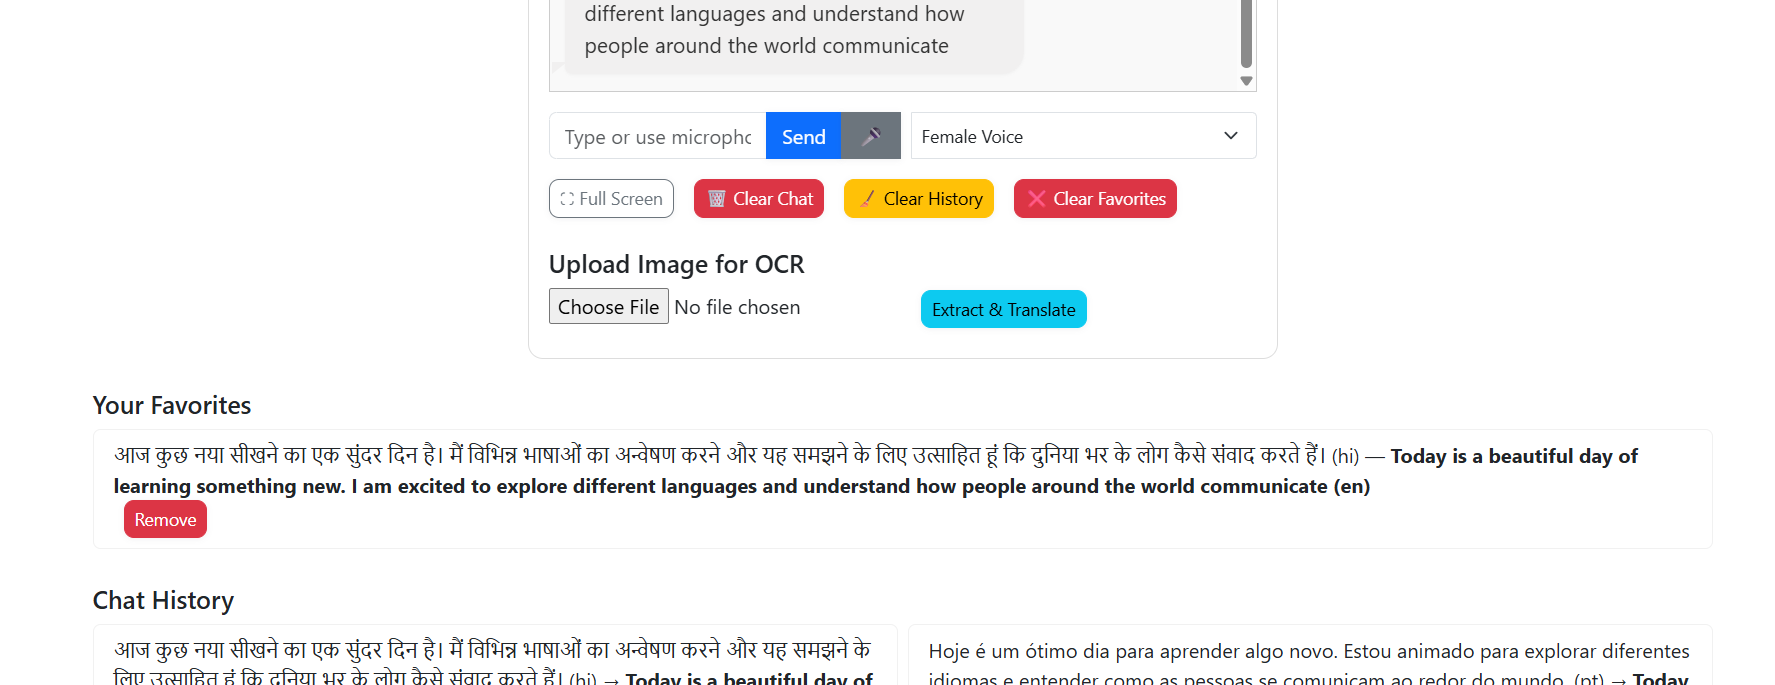 different languages and understand how
people around the world communicate
Type or use micropho
Send
Female Voice
Full Screen
Clear Chat
Clear History
Clear Favorites
Upload Image for OCR
Choose File No file chosen
Extract & Translate
Your Favorites
आज कुछ नया सीखने का एक सुंदर दिन है। मैं विभिन्न भाषाओं का अन्वेषण करने और यह समझने के लिए उत्साहित हूं कि दुनिया भर के लोग कैसे संवाद करते हैं। (hi) — Today is a beautiful day of
learning something new. I am excited to explore different languages and understand how people around the world communicate (en)
Remove
Chat History
आज कुछ नया सीखने का एक सुंदर दिन है। मैं विभिन्न भाषाओं का अन्वेषण करने और यह समझने के
लिए उत्साहित हूं कि दुनिया भर के लोग कैसे संवाद करते हैं। (hi) → Today is a beautiful day of
Hoje é um ótimo dia para aprender algo novo. Estou animado para explorar diferentes
idiomas e entender como as pessoas se comunicam ao redor do mundo. (pt) → Today